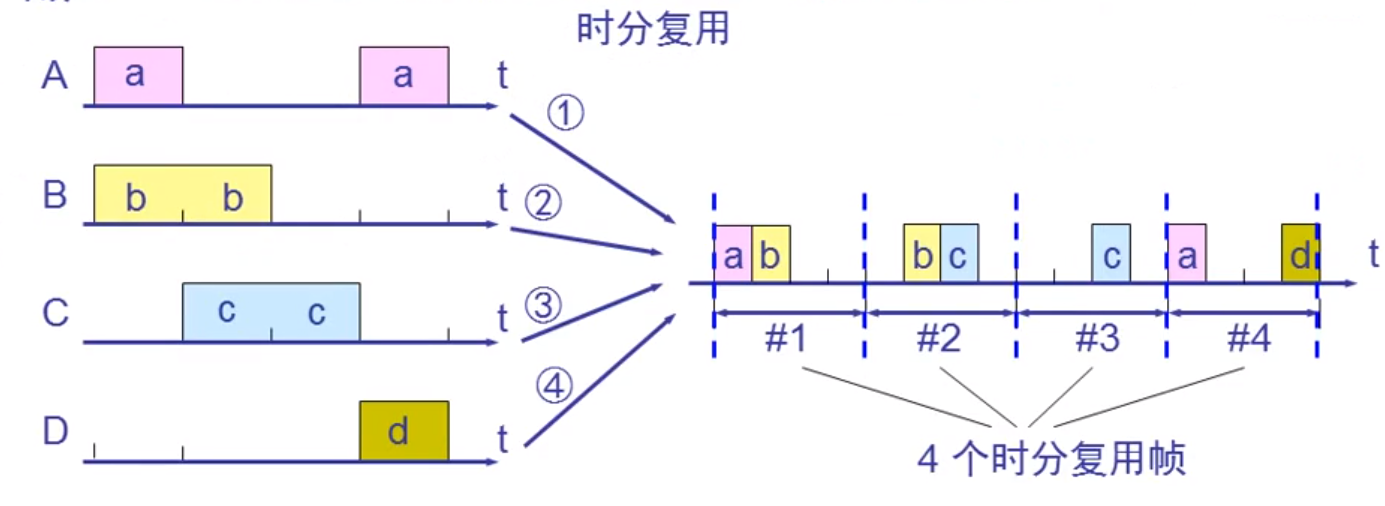 时分复用
A a a t
①
B b b t
②
a b b c c a d t
C c c t
③
#1 #2 #3 #4
④
D d t
4 个时分复用帧